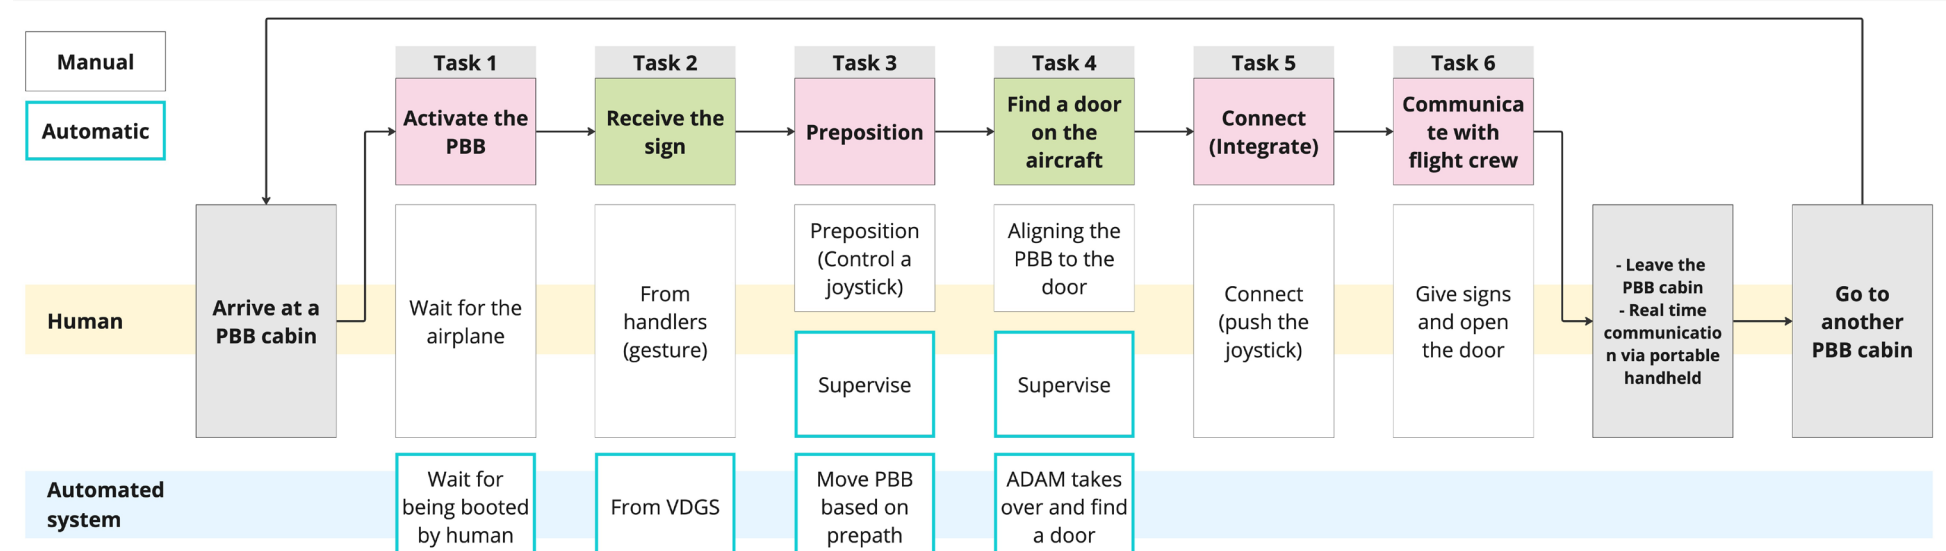 Manual
Automatic
Task 1
Activate the
PBB
Task 2
Receive the
sign
Task 3
Preposition
Task 4
Find a door
on the
aircraft
Task 5
Connect
(Integrate)
Task 6
Communica
te with
flight crew
Human
Arrive at a
PBB cabin
Wait for the
airplane
From
handlers
(gesture)
Preposition
(Control a
joystick)
Supervise
Aligning the
PBB to the
door
Supervise
Connect
(push the
joystick)
Give signs
and open
the door
- Leave the
PBB cabin
- Real time
communicatio
n via portable
handheld
Go to
another
PBB cabin
Automated
system
Wait for
being booted
by human
From VDGS
Move PBB
based on
prepath
ADAM takes
over and find
a door